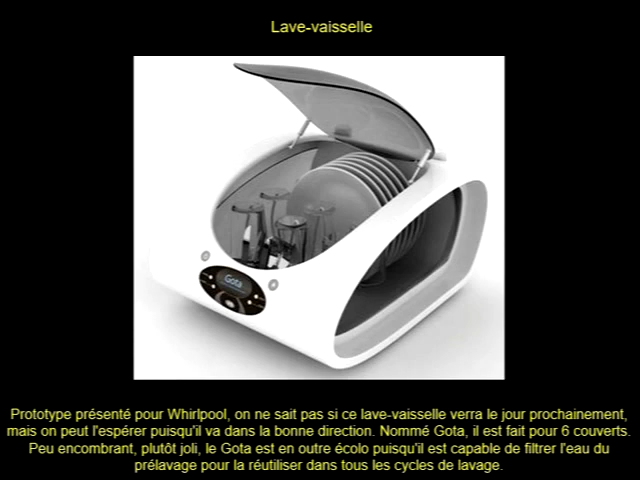 Lave-vaisselle
Gota
Prototype présenté pour Whirlpool, on ne sait pas si ce lave-vaisselle verra le jour prochainement,
mais on peut l'espérer puisqu'il va dans la bonne direction. Nommé Gota, il est fait pour 6 couverts.
Peu encombrant, plutôt joli, le Gota est en outre écolo puisqu'il est capable de filtrer l'eau du
prélavage pour la réutiliser dans tous les cycles de lavage.